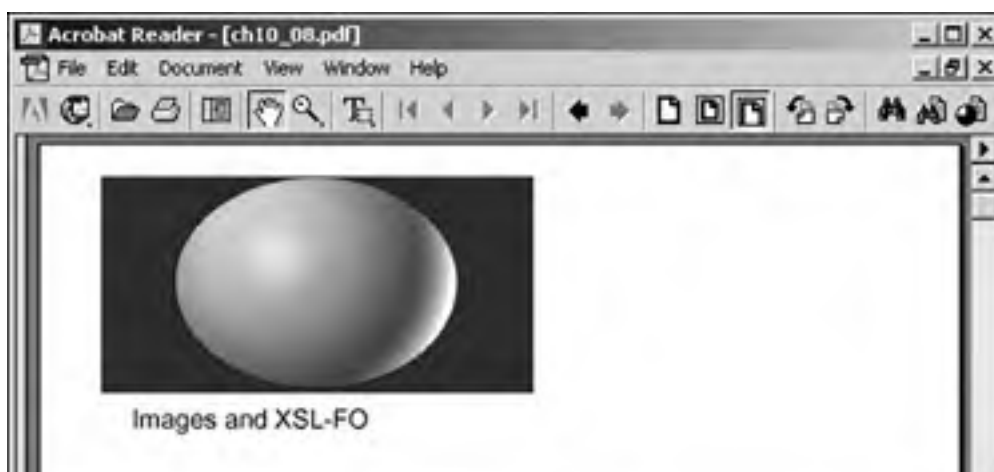 Acrobat Reader - [ch10_08.pdf]
File Edit Document View Window Help
Images and XSL-FO